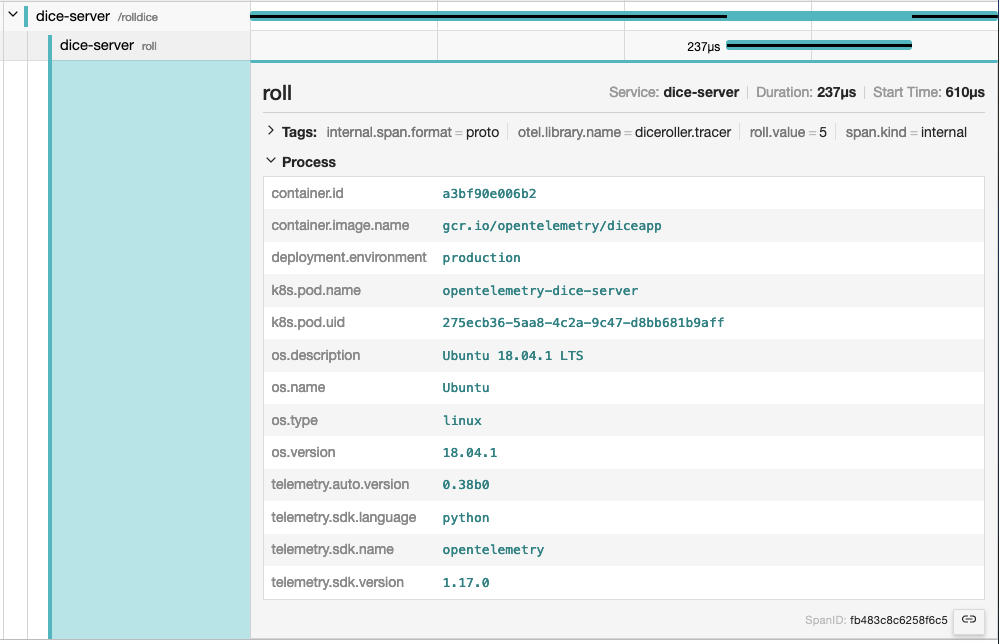 dice-server /rolldice
dice-server roll
237μs
roll
Service: dice-server Duration: 237μs Start Time: 610μs
Tags: internal.span.format = proto otel.library.name = diceroller.tracer roll.value = 5 span.kind = internal
Process
container.id a3bf90e006b2
container.image.name gcr.io/opentelemetry/diceapp
deployment.environment production
k8s.pod.name opentelemetry-dice-server
k8s.pod.uid 275ecb36-5aa8-4c2a-9c47-d8bb681b9aff
os.description Ubuntu 18.04.1 LTS
os.name Ubuntu
os.type linux
os.version 18.04.1
telemetry.auto.version 0.38b0
telemetry.sdk.language python
telemetry.sdk.name opentelemetry
telemetry.sdk.version 1.17.0
SpanID: fb483c8c6258f6c5